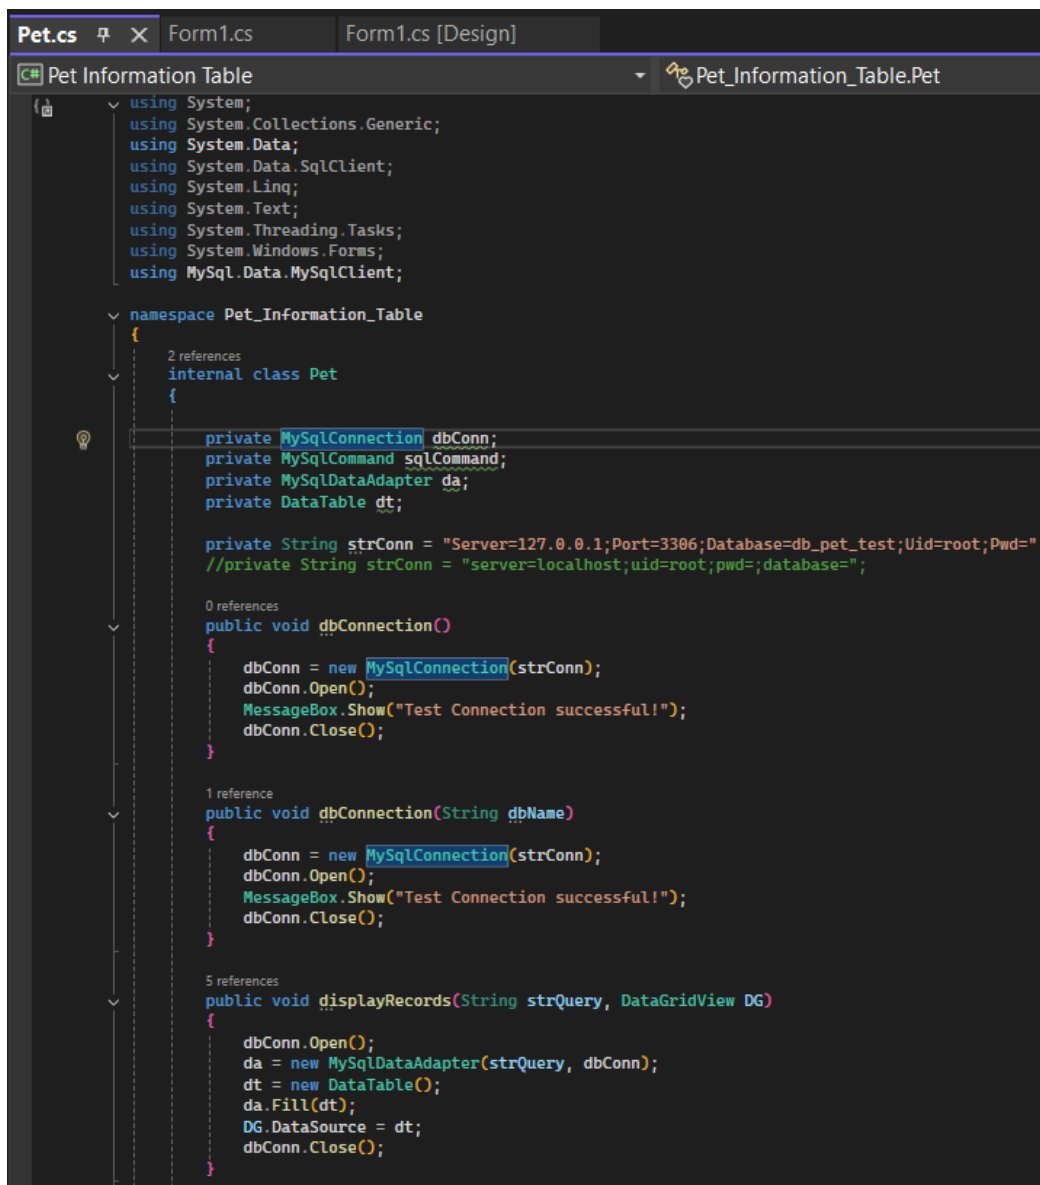 Pet.cs Form1.cs Form1.cs [Design]
C# Pet Information Table Pet_Information_Table.Pet
using System;
using System.Collections.Generic;
using System.Data;
using System.Data.SqlClient;
using System.Linq;
using System.Text;
using System.Threading.Tasks;
using System.Windows.Forms;
using MySql.Data.MySqlClient;
namespace Pet_Information_Table
{
2 references
internal class Pet
{
private MySqlConnection dbConn;
private MySqlCommand sqlCommand;
private MySqlDataAdapter da;
private DataTable dt;
private String strConn = "Server=127.0.0.1;Port=3306;Database=db_pet_test;Uid=root;Pwd="
//private String strConn = "server=localhost;uid=root;pwd=;database=";
0 references
public void dbConnection()
{
dbConn = new MySqlConnection(strConn);
dbConn.Open();
MessageBox.Show("Test Connection successful!");
dbConn.Close();
}
1 reference
public void dbConnection(String dbName)
{
dbConn = new MySqlConnection(strConn);
dbConn.Open();
MessageBox.Show("Test Connection successful!");
dbConn.Close();
}
5 references
public void displayRecords(String strQuery, DataGridView DG)
{
dbConn.Open();
da = new MySqlDataAdapter(strQuery, dbConn);
dt = new DataTable();
da.Fill(dt);
DG.DataSource = dt;
dbConn.Close();
}